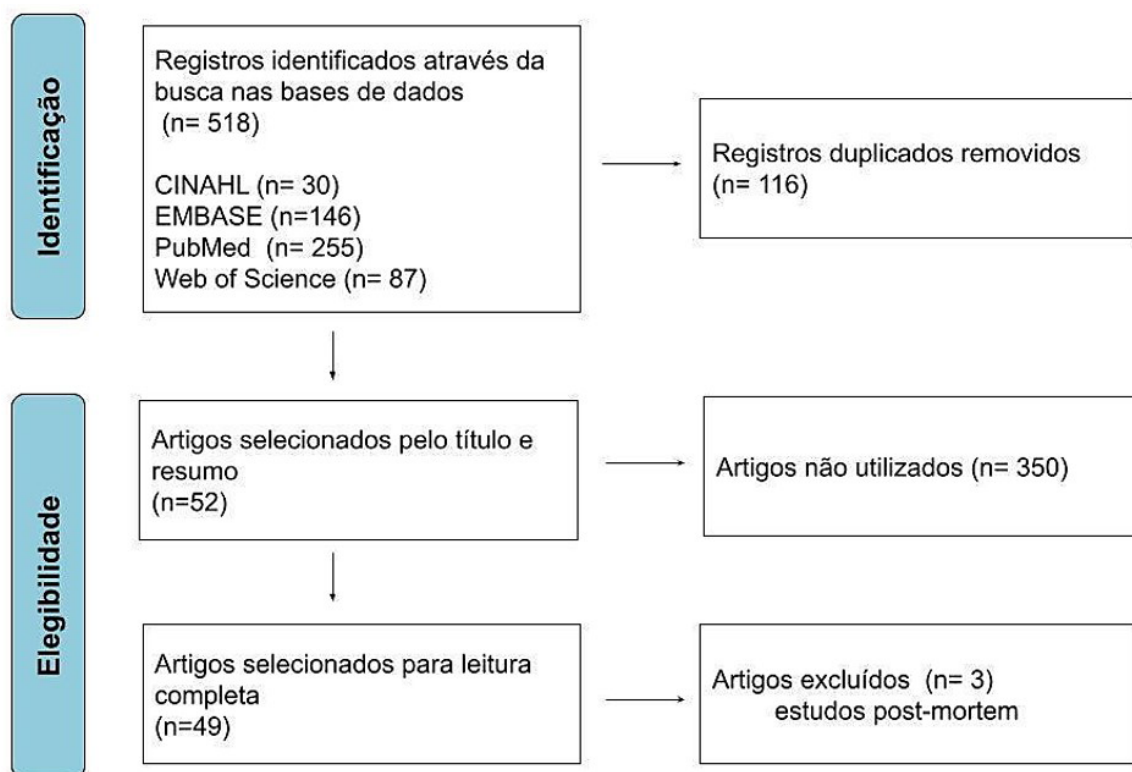 Identificação
Registros identificados através da
busca nas bases de dados
(n= 518)
CINAHL (n= 30)
EMBASE (n=146)
PubMed (n= 255)
Web of Science (n= 87)
Registros duplicados removidos
(n= 116)
Elegibilidade
Artigos selecionados pelo título e
resumo
(n=52)
Artigos não utilizados (n= 350)
Artigos selecionados para leitura
completa
(n=49)
Artigos excluídos (n= 3)
estudos post-mortem